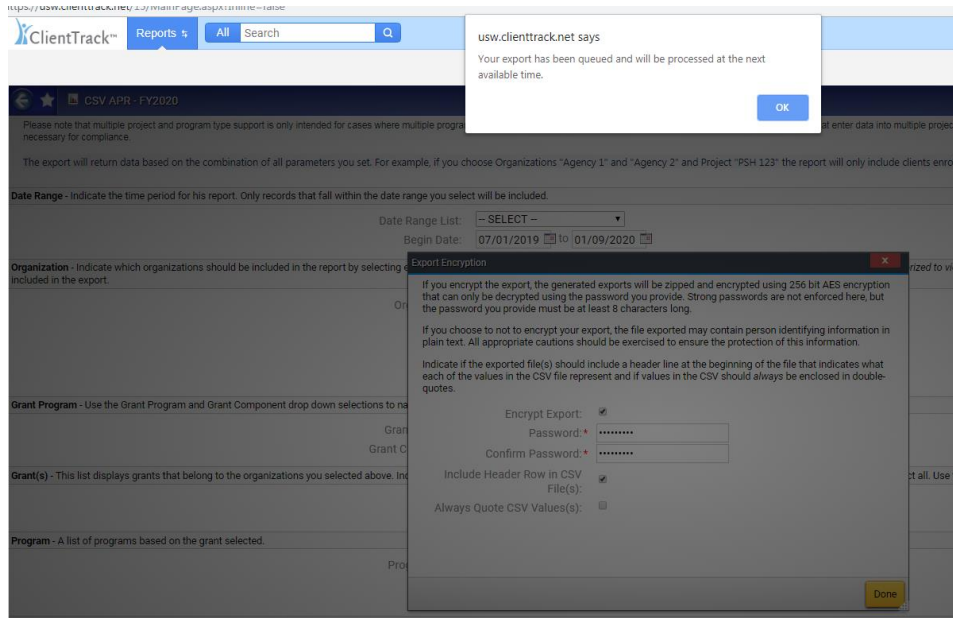 https://usw.clienttrack.net/15/MainPage.aspx?inline=false
ClientTrack™
Reports
All
Search
usw.clienttrack.net says
Your export has been queued and will be processed at the next
available time.
OK
CSV APR - FY2020
Please note that multiple project and program type support is only intended for cases where multiple progra
at enter data into multiple projec
necessary for compliance.
The export will return data based on the combination of all parameters you set. For example, if you choose Organizations "Agency 1" and "Agency 2" and Project "PSH 123" the report will only include clients enro
Date Range - Indicate the time period for his report. Only records that fall within the date range you select will be included.
Date Range List: -- SELECT --
Begin Date: 07/01/2019 to 01/09/2020
Organization - Indicate which organizations should be included in the report by selecting e
rized to vi
included in the export.
Or
Export Encryption
X
If you encrypt the export, the generated exports will be zipped and encrypted using 256 bit AES encryption
that can only be decrypted using the password you provide. Strong passwords are not enforced here, but
the password you provide must be at least 8 characters long.
If you choose to not to encrypt your export, the file exported may contain person identifying information in
plain text. All appropriate cautions should be exercised to ensure the protection of this information.
Indicate if the exported file(s) should include a header line at the beginning of the file that indicates what
each of the values in the CSV file represent and if values in the CSV should always be enclosed in double-
quotes.
Encrypt Export:
Password:* •••••••••
Confirm Password:* •••••••••
Include Header Row in CSV
File(s):
Always Quote CSV Values(s):
Done
Grant Program - Use the Grant Program and Grant Component drop down selections to na
Gran
Grant C
Grant(s) - This list displays grants that belong to the organizations you selected above. Inc
ct all. Use
Program - A list of programs based on the grant selected.
Prog